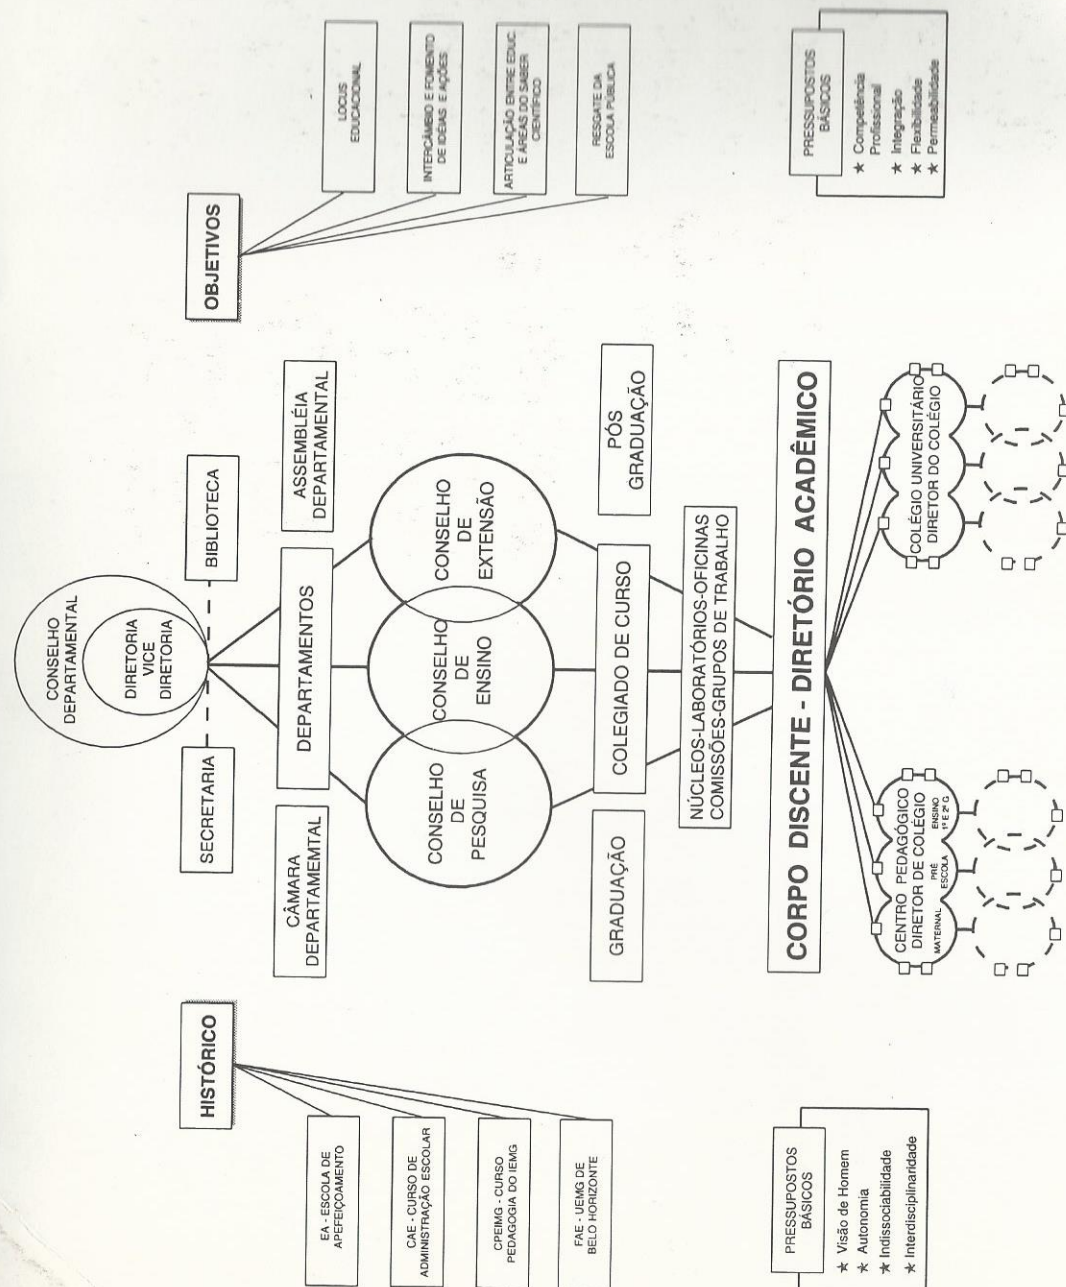 CONSELHO
DEPARTAMENTAL
DIRETORIA
VICE
DIRETORIA
SECRETARIA
BIBLIOTECA
HISTÓRICO
EA - ESCOLA DE
APEFEIÇOAMENTO
CAE - CURSO DE
ADMINISTRAÇÃO ESCOLAR
CPEIMG - CURSO
PEDAGOGIA DO IEMG
FAE - UEMG DE
BELO HORIZONTE
CÂMARA
DEPARTAMEMTAL
DEPARTAMENTOS
ASSEMBLÉIA
DEPARTAMENTAL
CONSELHO
DE
PESQUISA
CONSELHO
DE
ENSINO
CONSELHO
DE
EXTENSÃO
GRADUAÇÃO
COLEGIADO DE CURSO
PÓS
GRADUAÇÃO
NÚCLEOS-LABORATÓRIOS-OFICINAS
COMISSÕES-GRUPOS DE TRABALHO
OBJETIVOS
LOCUS
EDUCACIONAL
INTERCÂMBIO E FOMENTO
DE IDÉIAS E AÇÕES
ARTICULAÇÃO ENTRE EDUC.
E ÁREAS DO SABER
CIENTÍFICO
RESGATE DA
ESCOLA PÚBLICA
CORPO DISCENTE - DIRETÓRIO ACADÊMICO
PRESSUPOSTOS
BÁSICOS
★ Visão de Homem
★ Autonomia
★ Indissociabilidade
★ Interdisciplinaridade
CENTRO PEDAGÓGICO
DIRETOR DE COLÉGIO
MATERNAL
PRÉ
ESCOLA
ENSINO
1º E 2º G
COLÉGIO UNIVERSITÁRIO
DIRETOR DO COLÉGIO
PRESSUPOSTOS
BÁSICOS
★ Competência
Profissional
★ Integração
★ Flexibilidade
★ Permeabilidade